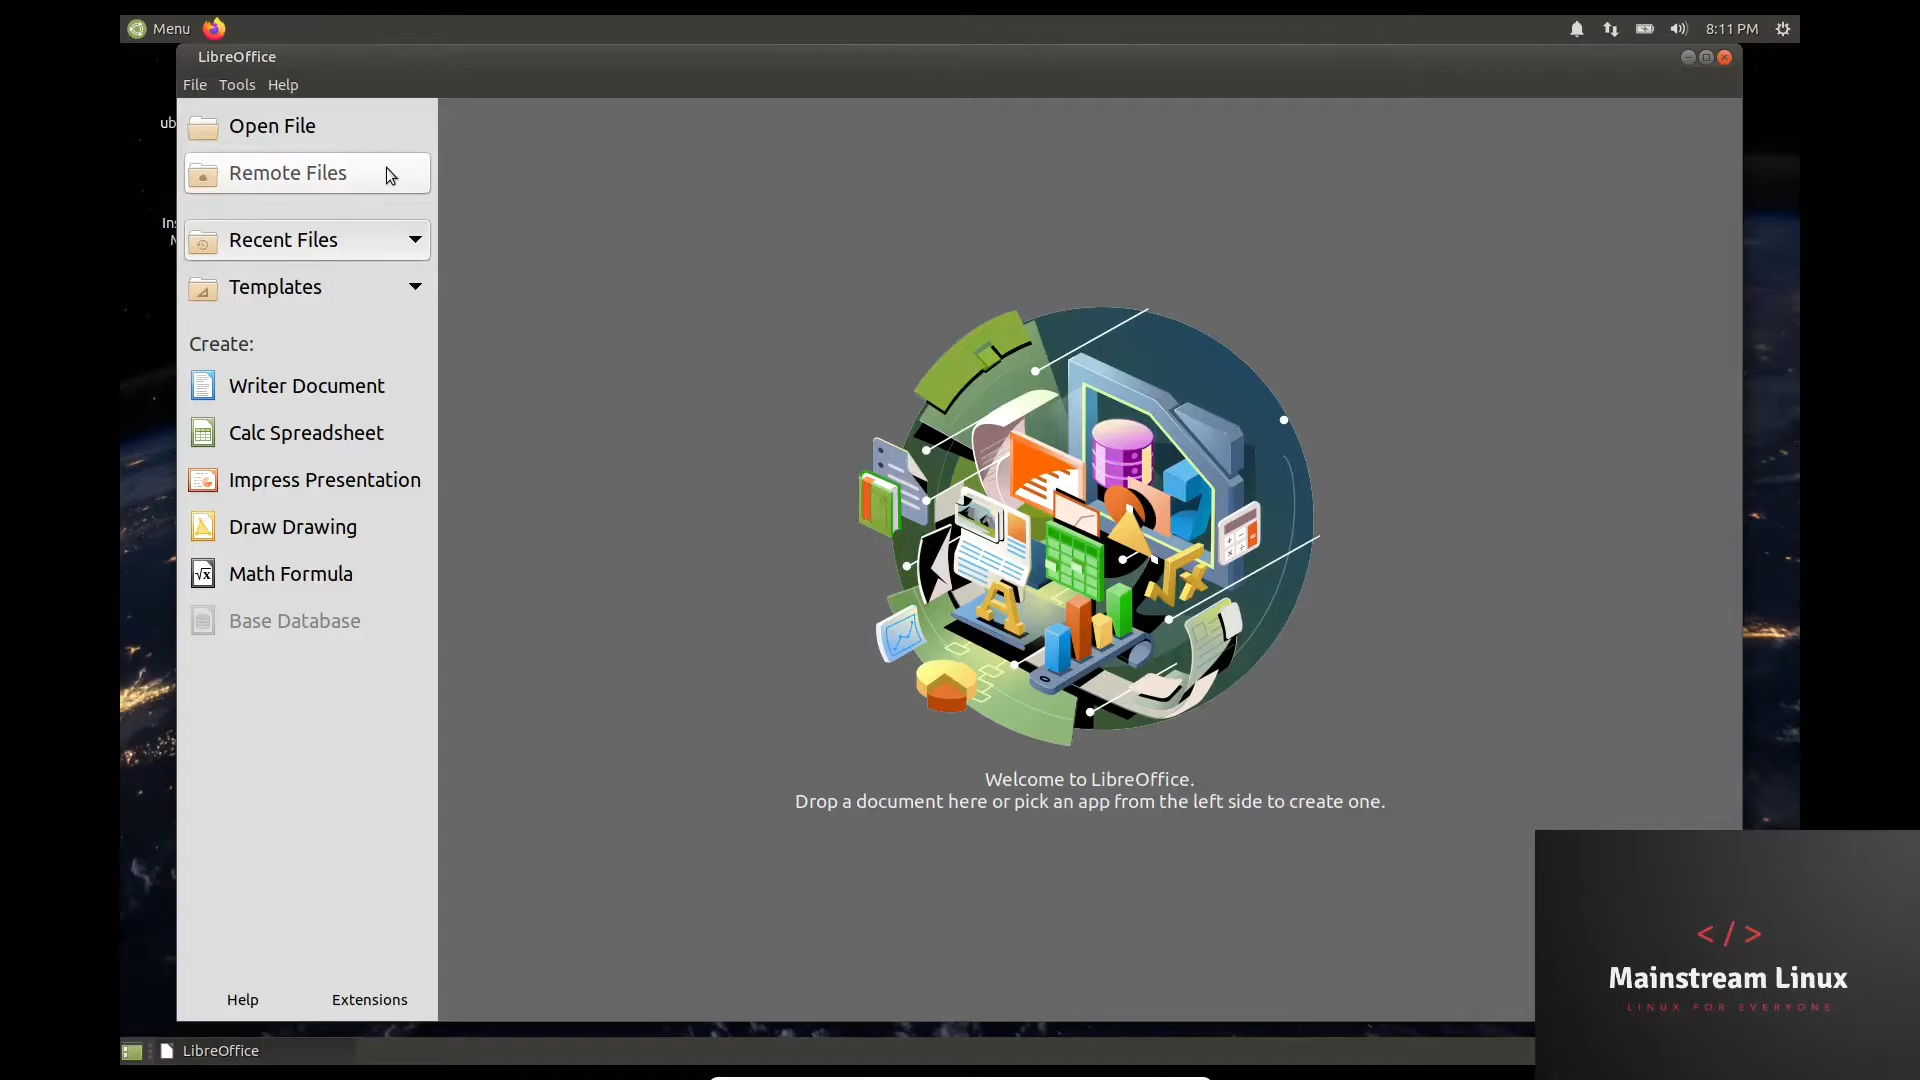 Menu
8:11 PM
LibreOffice
File Tools Help
ub
Ins
M
Open File
Remote Files
Recent Files
Templates
Create:
Writer Document
Calc Spreadsheet
Impress Presentation
Draw Drawing
Math Formula
Base Database
Welcome to LibreOffice.
Drop a document here or pick an app from the left side to create one.
Help Extensions
LibreOffice
</>
Mainstream Linux
LINUX FOR EVERYONE